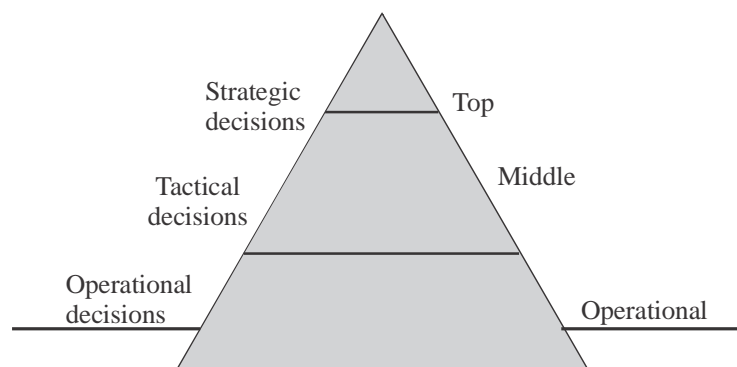 Strategic
decisions
Top
Tactical
decisions
Middle
Operational
decisions
Operational